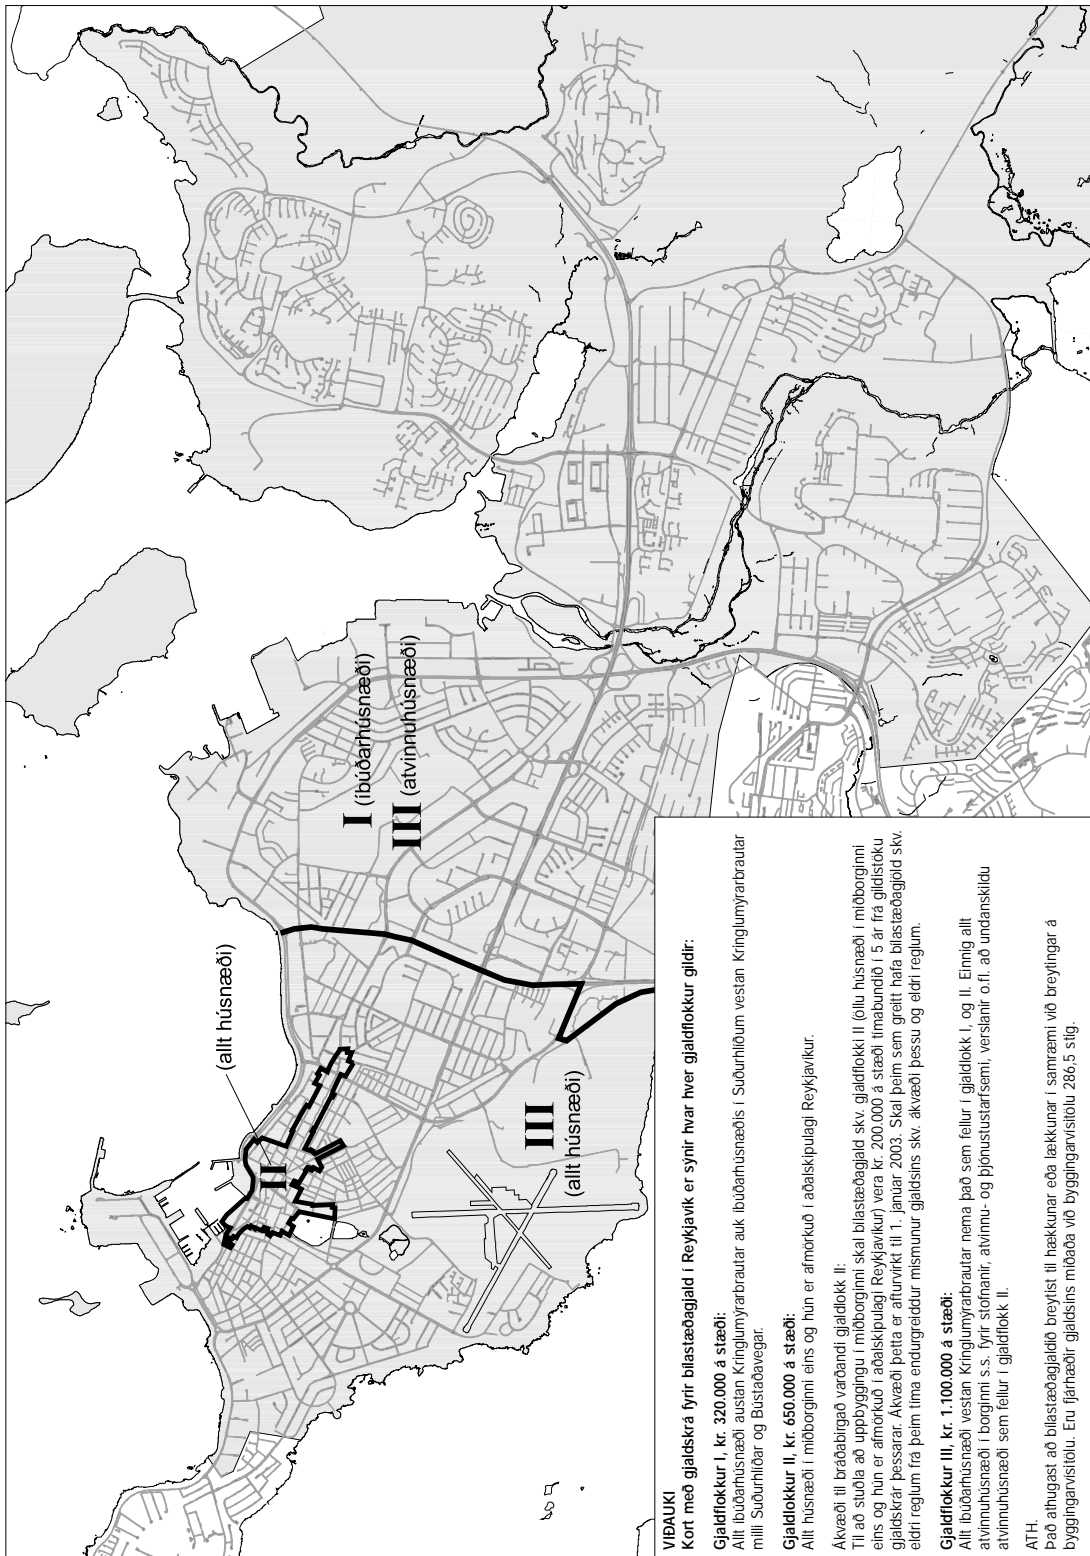 (allt húsnæði)
II
I (íbúðarhúsnæði)
III (atvinnuhúsnæði)
III
(allt húsnæði)
VIÐAUKI
Kort með gjaldskrá fyrir bílastæðagjald í Reykjavík er sýnir hvar hver gjaldflokkur gildir:
Gjaldflokkur I, kr. 320.000 á stæði:
Allt íbúðarhúsnæði austan Kringlumýrarbrautar auk íbúðarhúsnæðis í Suðurhlíðum vestan Kringlumýrarbrautar
milli Suðurhlíðar og Bústaðavegar.
Gjaldlokkur II, kr. 650.000 á stæði:
Allt húsnæði í miðborginni eins og hún er afmörkuð í aðalskipulagi Reykjavíkur.
Ákvæði til bráðabirgað varðandi gjaldlokk II:
Til að stuðla að uppbyggingu í miðborginni skal bílastæðagjald skv. gjaldflokki II (öllu húsnæði í miðborginni
eins og hún er afmörkuð í aðalskipulagi Reykjavíkur) vera kr. 200.000 á stæði tímabundið í 5 ár frá gildistöku
gjaldskrár þessarar. Ákvæði þetta er afturvirkt til 1. janúar 2003. Skal þeim sem greitt hafa bílastæðagjöld skv.
eldri reglum frá þeim tíma endurgreiddur mismunur gjaldsins skv. ákvæði þessu og eldri reglum.
Gjaldflokkur III, kr. 1.100.000 á stæði:
Allt íbúðarhúsnæði vestan Kringlumýrarbrautar nema það sem fellur í gjaldlokk I, og II. Einnig allt
atvinnuhúsnæði í borginni s.s. fyrir stofnanir, atvinnu- og þjónustustarfsemi, verslanir o.fl. að undanskildu
atvinnuhúsnæði sem fellur í gjaldflokk II.
ATH.
Það athugast að bílastæðagjaldið breytist til hækkunar eða lækkunar í samræmi við breytingar á
byggingarvísitölu. Eru fjárhæðir gjaldsins miðaða við byggingarvísitölu 286,5 stig.